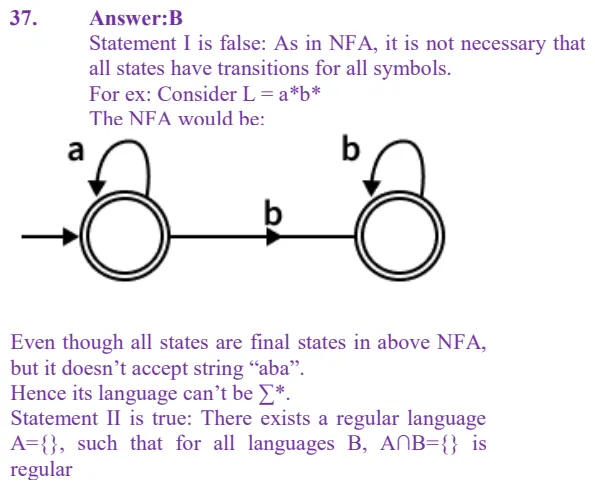 37. Answer:B
Statement I is false: As in NFA, it is not necessary that
all states have transitions for all symbols.
For ex: Consider L = a*b*
The NFA would be:
a
b
b
Even though all states are final states in above NFA,
but it doesn’t accept string “aba”.
Hence its language can’t be ∑*.
Statement II is true: There exists a regular language
A={}, such that for all languages B, A∩B={} is
regular